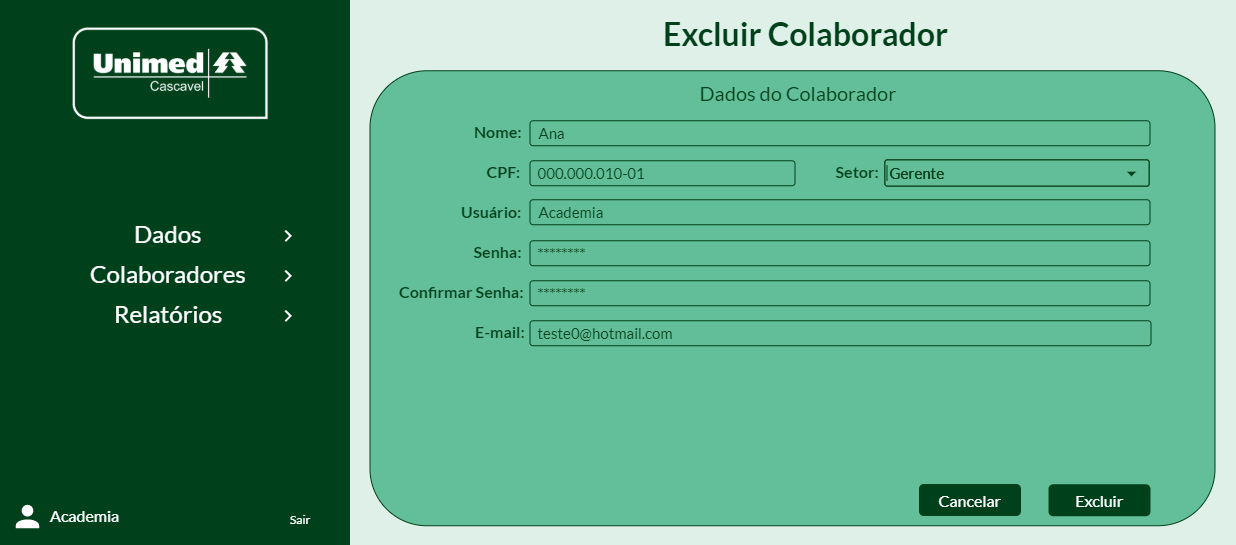 Unimed
Cascavel
Dados
Colaboradores
Relatórios
Academia
Sair
Excluir Colaborador
Dados do Colaborador
Nome: Ana
CPF: 000.000.010-01 Setor: Gerente
Usuário: Academia
Senha: ********
Confirmar Senha: ********
E-mail: teste0@hotmail.com
Cancelar Excluir